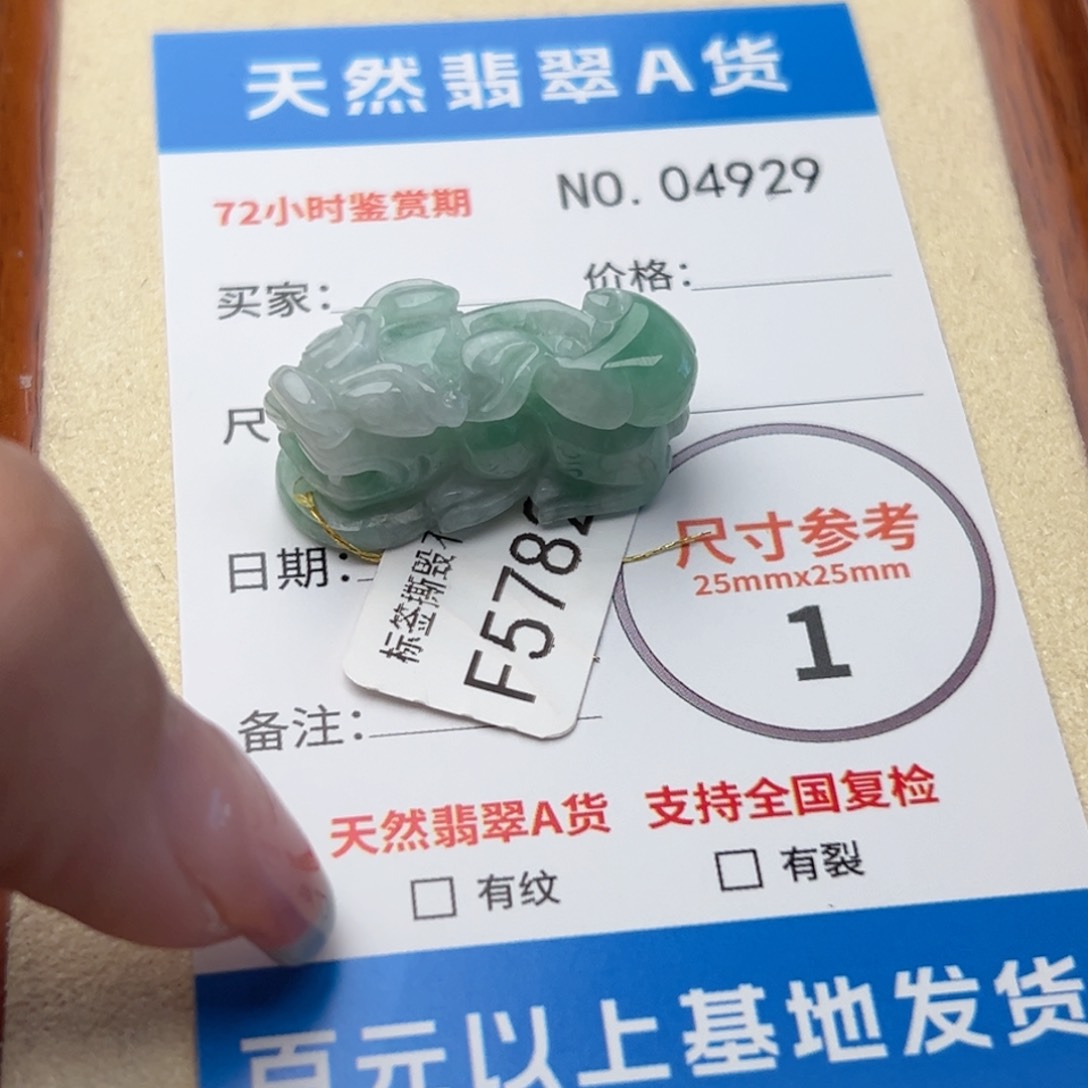 天然翡翠A货
72小时鉴赏期 NO. 04929
买家: 价格:
尺
日期:
标签撕毁不
F578
尺寸参考
25mmx25mm
1
备注:
天然翡翠A货 支持全国复检
□ 有纹 □ 有裂
百元以上基地发货